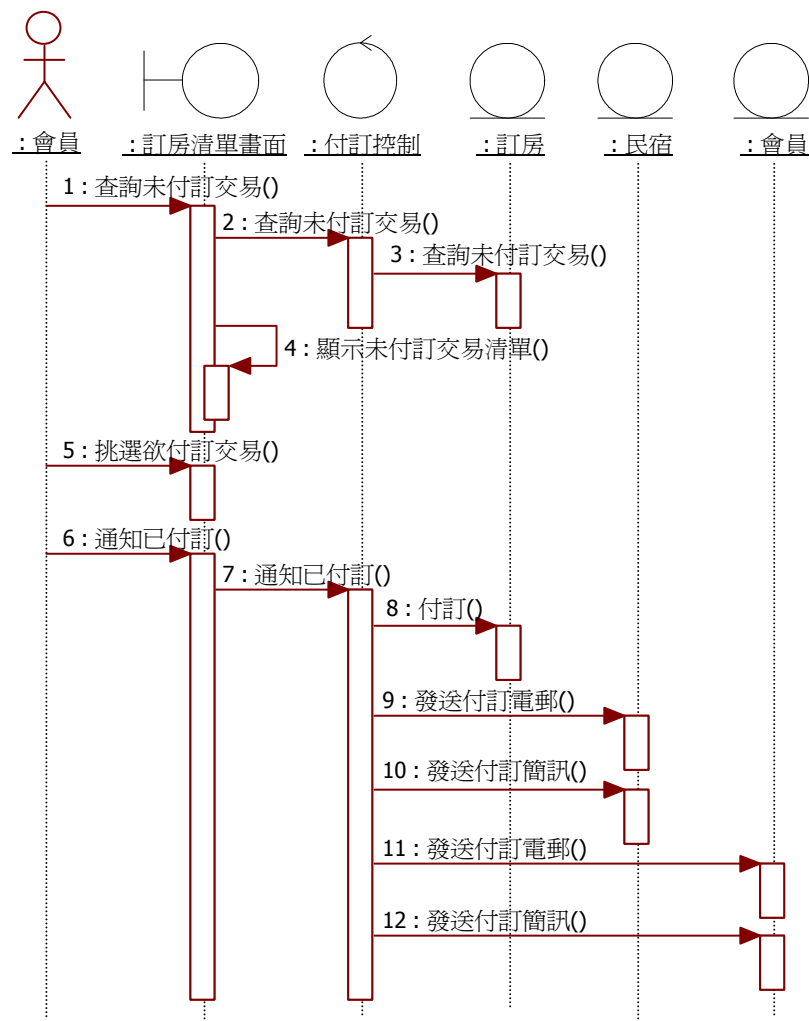 :會員
:訂房清單畫面
:付訂控制
:訂房
:民宿
:會員
1 : 查詢未付訂交易()
2 : 查詢未付訂交易()
3 : 查詢未付訂交易()
4 : 顯示未付訂交易清單()
5 : 挑選欲付訂交易()
6 : 通知已付訂()
7 : 通知已付訂()
8 : 付訂()
9 : 發送付訂電郵()
10 : 發送付訂簡訊()
11 : 發送付訂電郵()
12 : 發送付訂簡訊()